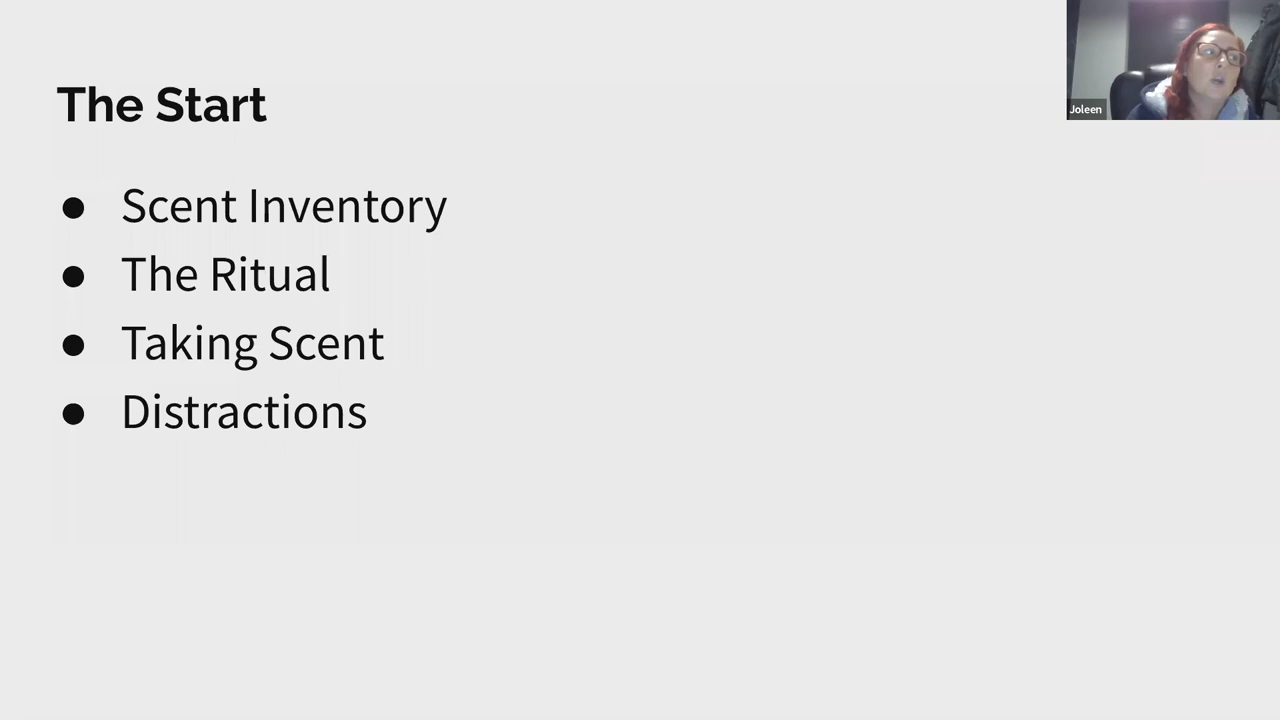 The Start
● Scent Inventory
● The Ritual
● Taking Scent
● Distractions
Joleen